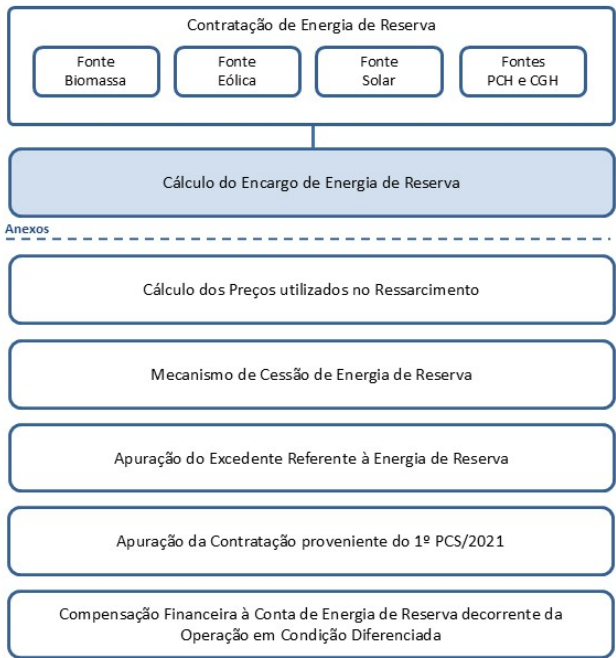 Contratação de Energia de Reserva
Fonte
Biomassa
Fonte
Eólica
Fonte
Solar
Fontes
PCH e CGH
Cálculo do Encargo de Energia de Reserva
Anexos
Cálculo dos Preços utilizados no Ressarcimento
Mecanismo de Cessão de Energia de Reserva
Apuração do Excedente Referente à Energia de Reserva
Apuração da Contratação proveniente do 1º PCS/2021
Compensação Financeira à Conta de Energia de Reserva decorrente da
Operação em Condição Diferenciada